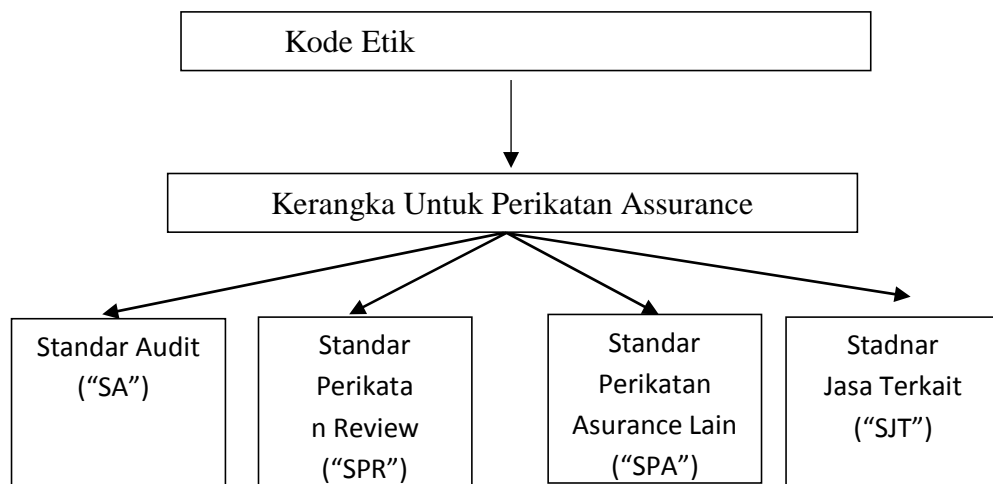 Kode Etik
Kerangka Untuk Perikatan Assurance
Standar Audit
(“SA”)
Standar
Perikata
n Review
(“SPR”)
Standar
Perikatan
Asurance Lain
(“SPA”)
Stadnar
Jasa Terkait
(“SJT”)